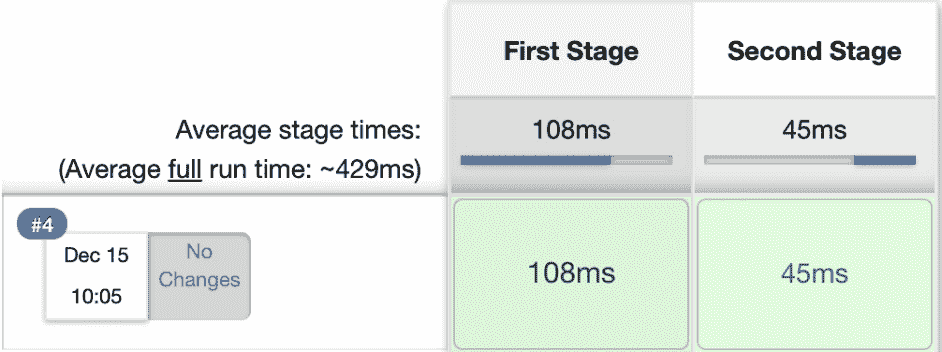 First Stage
Second Stage
Average stage times:
108ms
45ms
(Average full run time: ~429ms)
#4
Dec 15
10:05
No
Changes
108ms
45ms